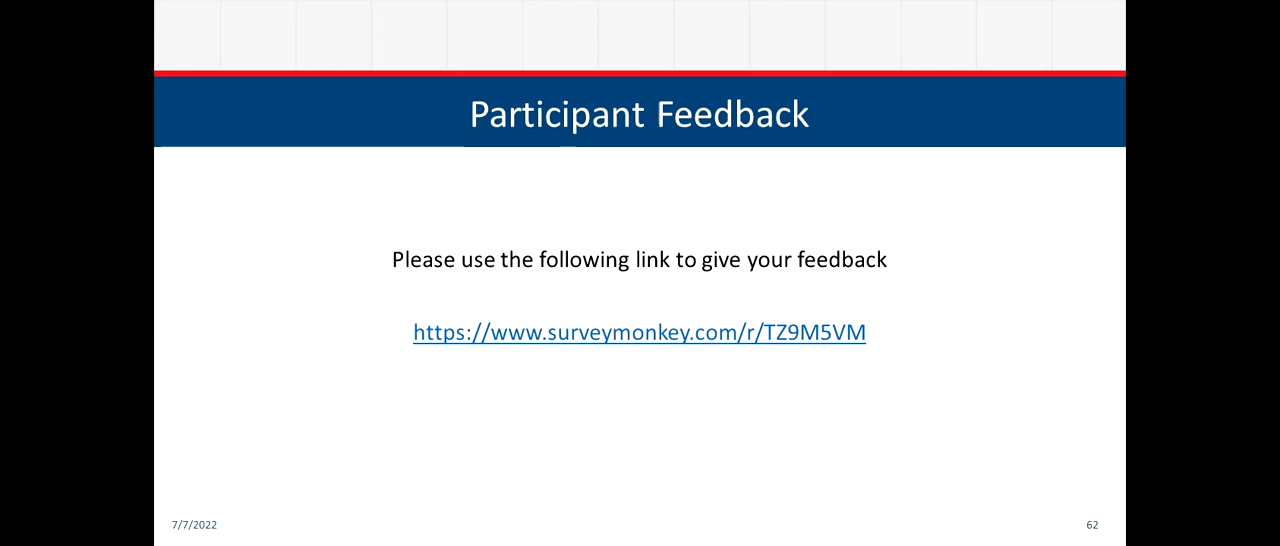 Participant Feedback
Please use the following link to give your feedback
https://www.surveymonkey.com/r/TZ9M5VM
7/7/2022
62